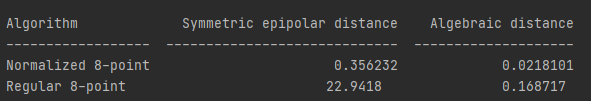 Algorithm Symmetric epipolar distance Algebraic distance
------------------ ----------------------------- --------------------
Normalized 8-point 0.356232 0.0218101
Regular 8-point 22.9418 0.168717